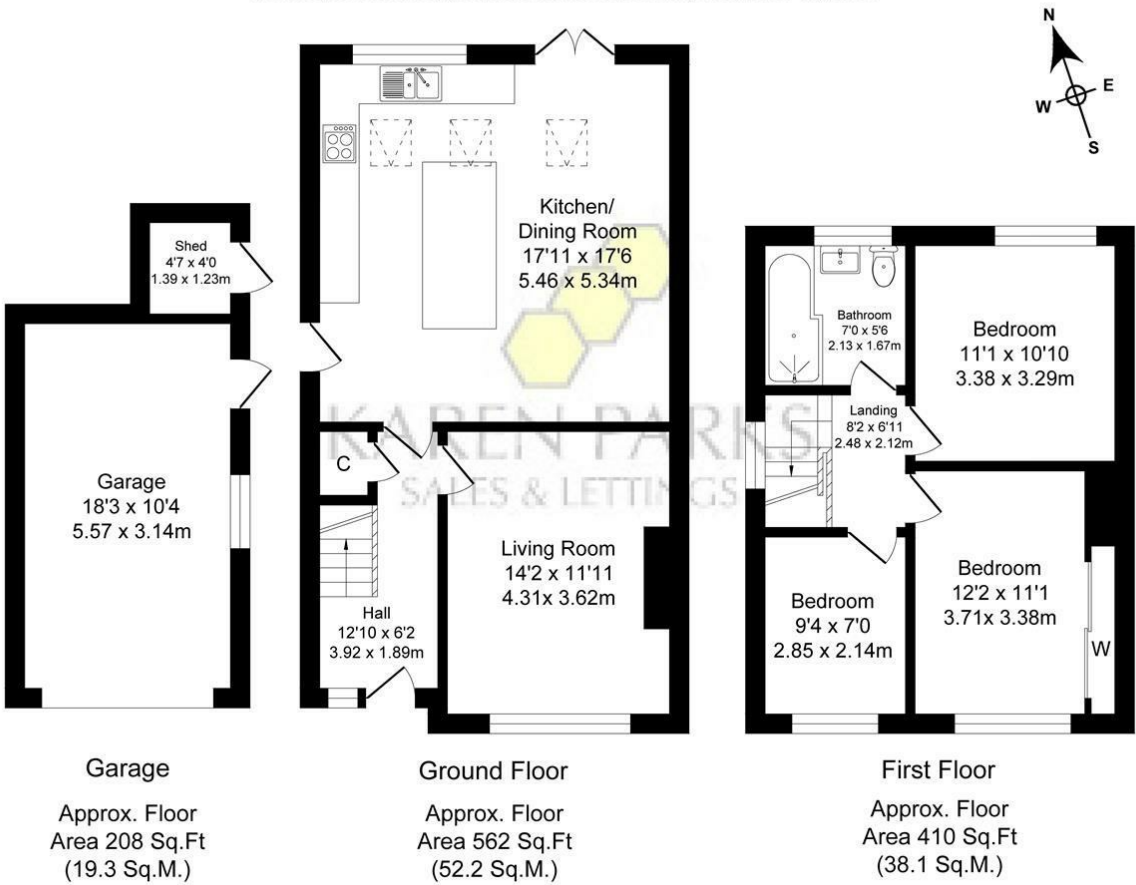 N
E
W
S
Kitchen/
Dining Room
17'11 x 17'6
5.46 x 5.34m
Shed
4'7 x 4'0
1.39 x 1.23m
Bathroom
7'0 x 5'6
2.13 x 1.67m
Bedroom
11'1 x 10'10
3.38 x 3.29m
KAREN PARKS
SALES & LETTINGS
Landing
8'2 x 6'11
2.48 x 2.12m
C
Garage
18'3 x 10'4
5.57 x 3.14m
Living Room
14'2 x 11'11
4.31x 3.62m
Hall
12'10 x 6'2
3.92 x 1.89m
Bedroom
9'4 x 7'0
2.85 x 2.14m
Bedroom
12'2 x 11'1
3.71x 3.38m
W
Garage
Approx. Floor
Area 208 Sq.Ft
(19.3 Sq.M.)
Ground Floor
Approx. Floor
Area 562 Sq.Ft
(52.2 Sq.M.)
First Floor
Approx. Floor
Area 410 Sq.Ft
(38.1 Sq.M.)